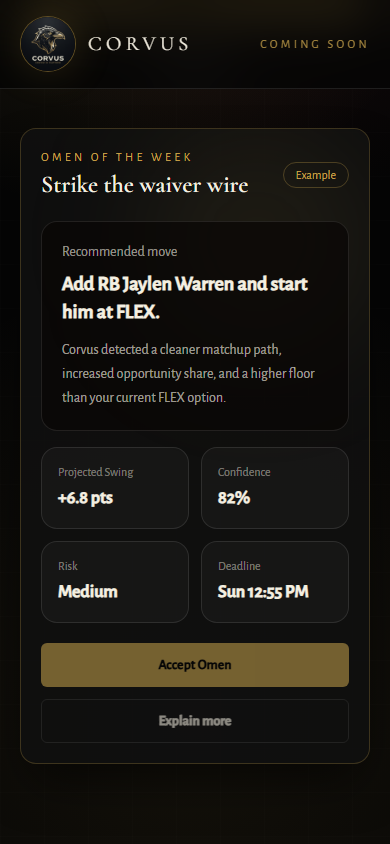 CORVUS
CORVUS
COMING SOON
OMEN OF THE WEEK
Strike the waiver wire
Example
Recommended move
Add RB Jaylen Warren and start
him at FLEX.
Corvus detected a cleaner matchup path,
increased opportunity share, and a higher floor
than your current FLEX option.
Projected Swing
+6.8 pts
Confidence
82%
Risk
Medium
Deadline
Sun 12:55 PM
Accept Omen
Explain more